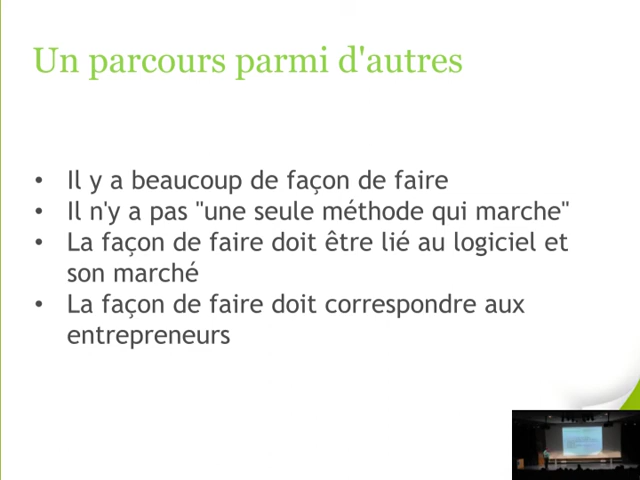 Un parcours parmi d'autres
• Il y a beaucoup de façon de faire
• Il n'y a pas "une seule méthode qui marche"
• La façon de faire doit être lié au logiciel et
son marché
• La façon de faire doit correspondre aux
entrepreneurs